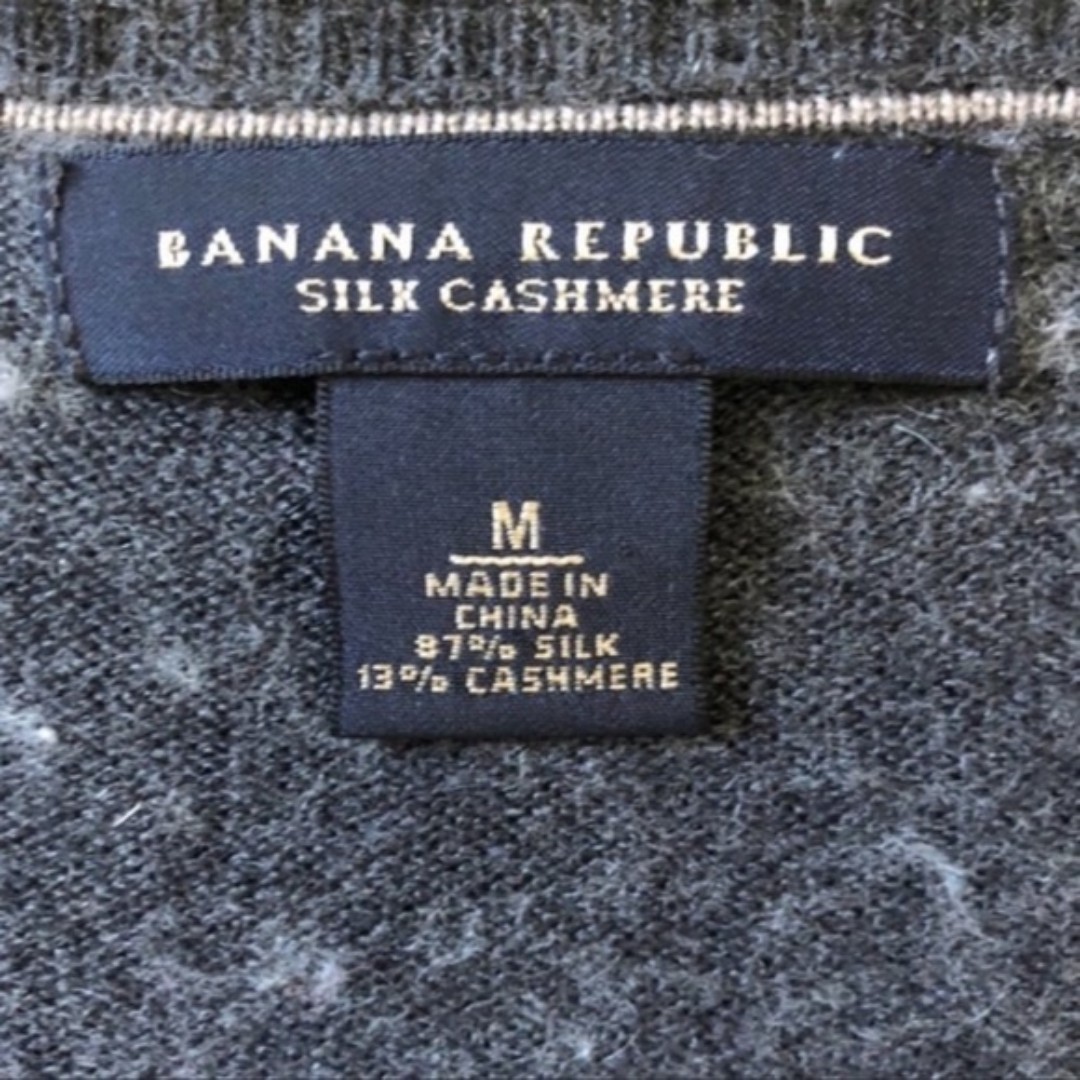 BANANA REPUBLIC
SILK CASHMERE
M
MADE IN
CHINA
87% SILK
13% CASHMERE